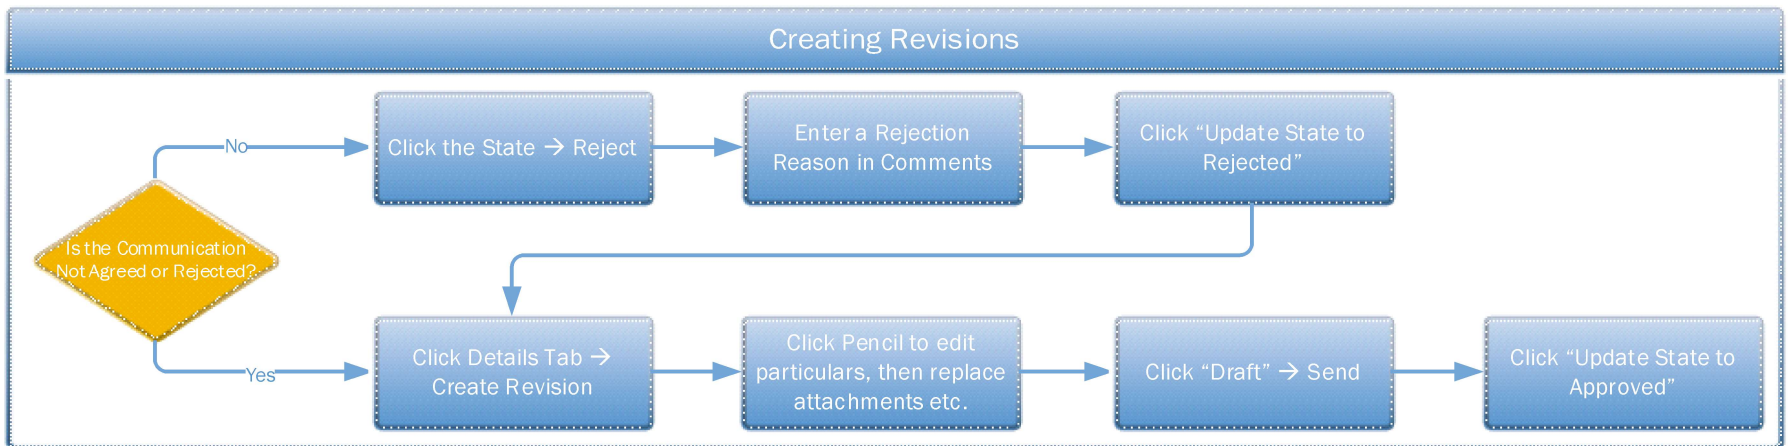 Creating Revisions
No
Click the State → Reject
Enter a Rejection
Reason in Comments
Click “Update State to
Rejected”
Is the Communication
Not Agreed or Rejected?
Yes
Click Details Tab →
Create Revision
Click Pencil to edit
particulars, then replace
attachments etc.
Click “Draft” → Send
Click “Update State to
Approved”